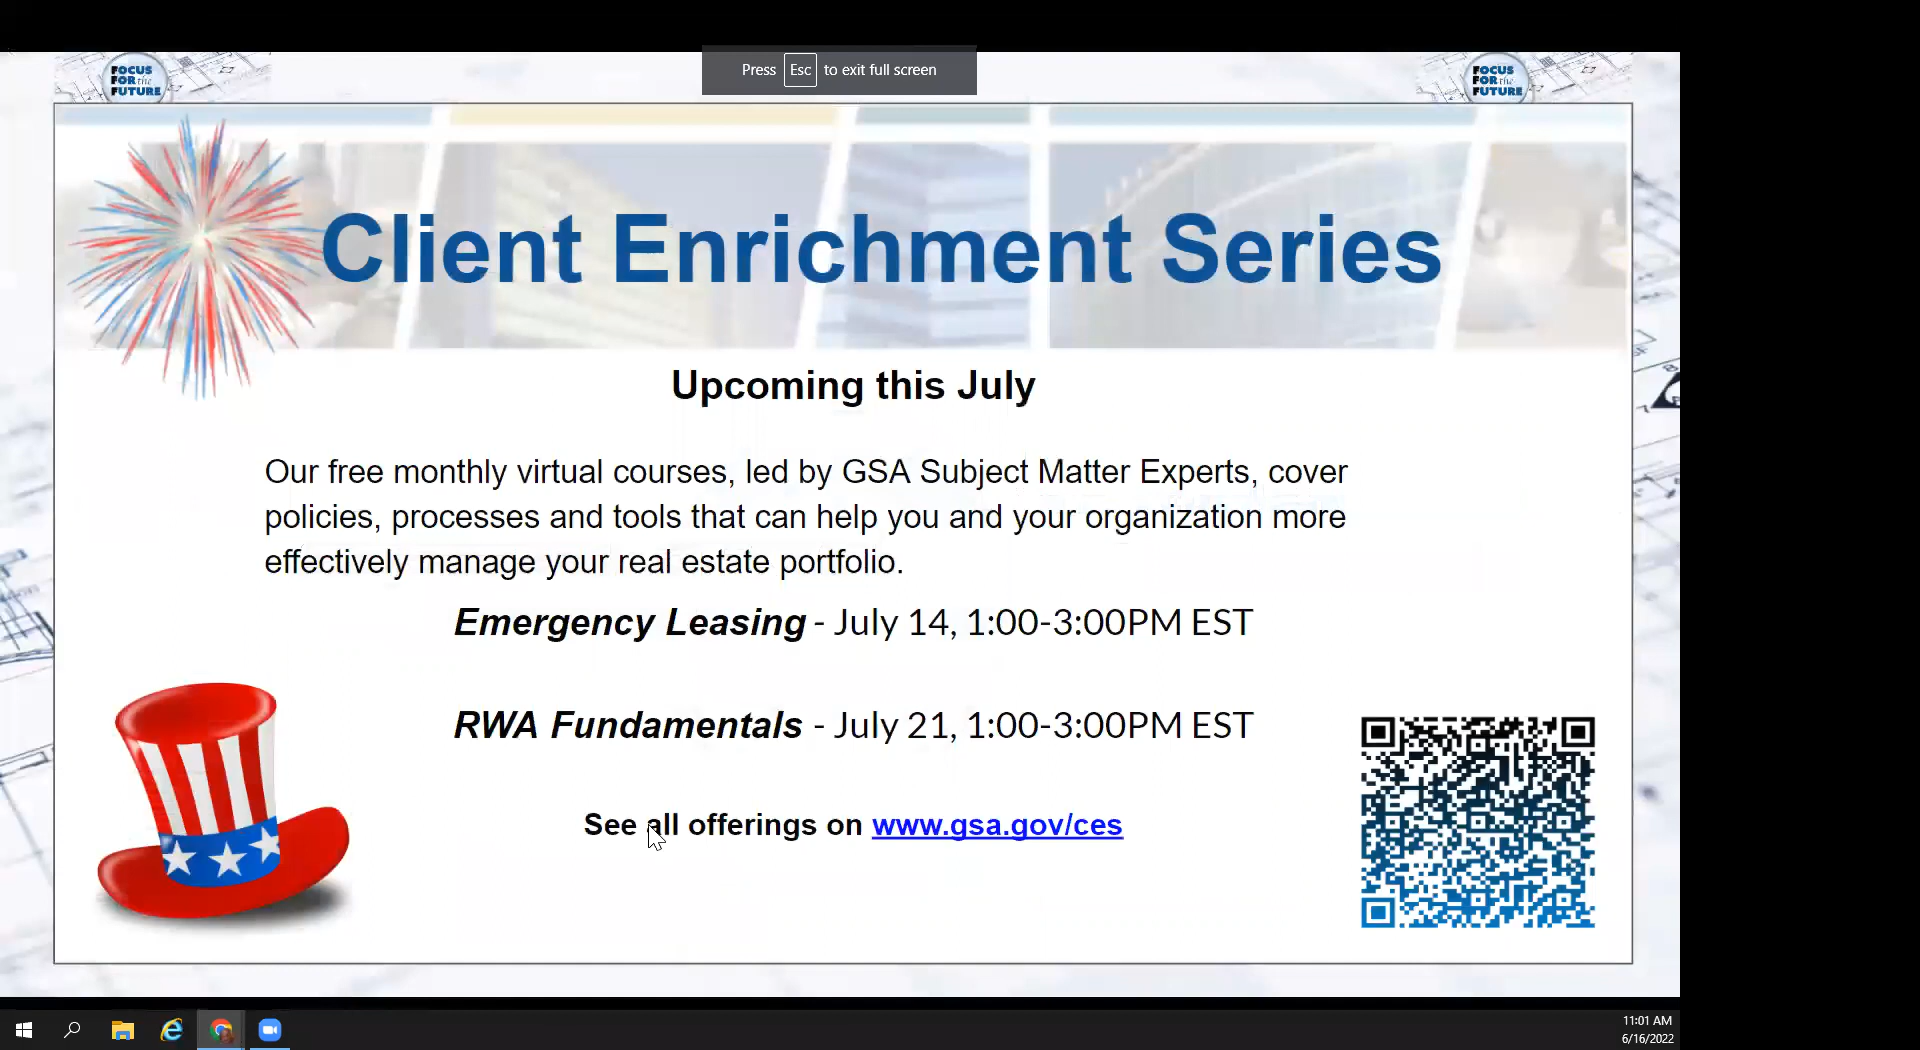 Press Esc to exit full screen
FOCUS
FOR the
FUTURE
FOCUS
FOR the
FUTURE
Client Enrichment Series
Upcoming this July
Our free monthly virtual courses, led by GSA Subject Matter Experts, cover
policies, processes and tools that can help you and your organization more
effectively manage your real estate portfolio.
Emergency Leasing - July 14, 1:00-3:00PM EST
RWA Fundamentals - July 21, 1:00-3:00PM EST
See all offerings on www.gsa.gov/ces
11:01 AM
6/16/2022